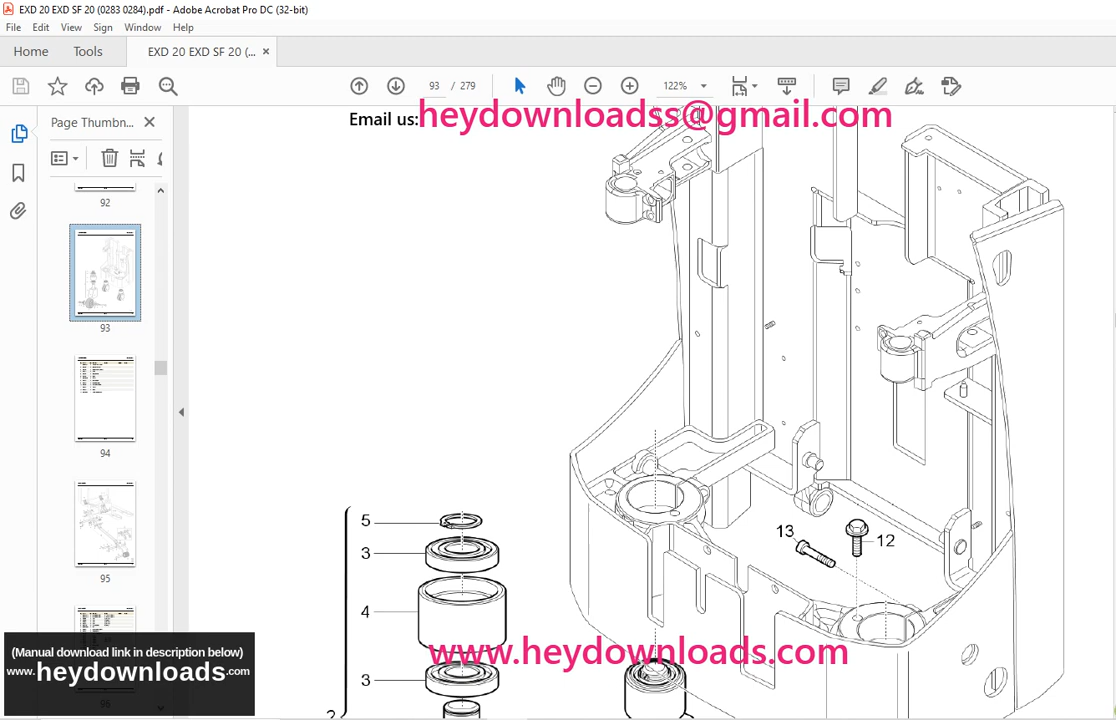 EXD 20 EXD SF 20 (0283 0284).pdf - Adobe Acrobat Pro DC (32-bit)
File Edit View Sign Window Help
Home Tools EXD 20 EXD SF 20 (... ×
93 / 279 122%
Page Thumbn...
Email us:heydownloadss@gmail.com
92
93
94
95
96
5
3
4
3
2
13
12
www.heydownloads.com
(Manual download link in description below)
www.heydownloads.com